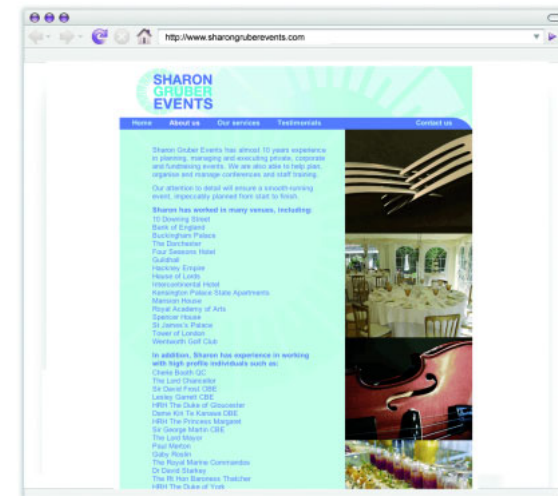 http://www.sharongruberevents.com
SHARON
GRUBER
EVENTS
Home About us Our services Testimonials Contact us
Sharon Gruber Events has almost 10 years experience
in planning, managing and executing private, corporate
and fundraising events. We are also able to help plan,
organise and manage conferences and staff training.
Our attention to detail will ensure a smooth-running
event, impeccably planned from start to finish.
Sharon has worked in many venues, including:
10 Downing Street
Bank of England
Buckingham Palace
The Dorchester
Four Seasons Hotel
Guildhall
Hackney Empire
House of Lords
Intercontinental Hotel
Kensington Palace State Apartments
Mansion House
Royal Academy of Arts
Spencer House
St James's Palace
Tower of London
Wentworth Golf Club
In addition, Sharon has experience in working
with high profile individuals such as:
Cherie Booth QC
The Lord Chancellor
Sir David Frost OBE
Lesley Garrett CBE
HRH The Duke of Gloucester
Dame Kiri Te Kanawa DBE
HRH The Princess Margaret
Sir George Martin CBE
The Lord Mayor
Paul Merton
Gaby Roslin
The Royal Marine Commandos
Dr David Starkey
The Rt Hon Baroness Thatcher
HRH The Duke of York